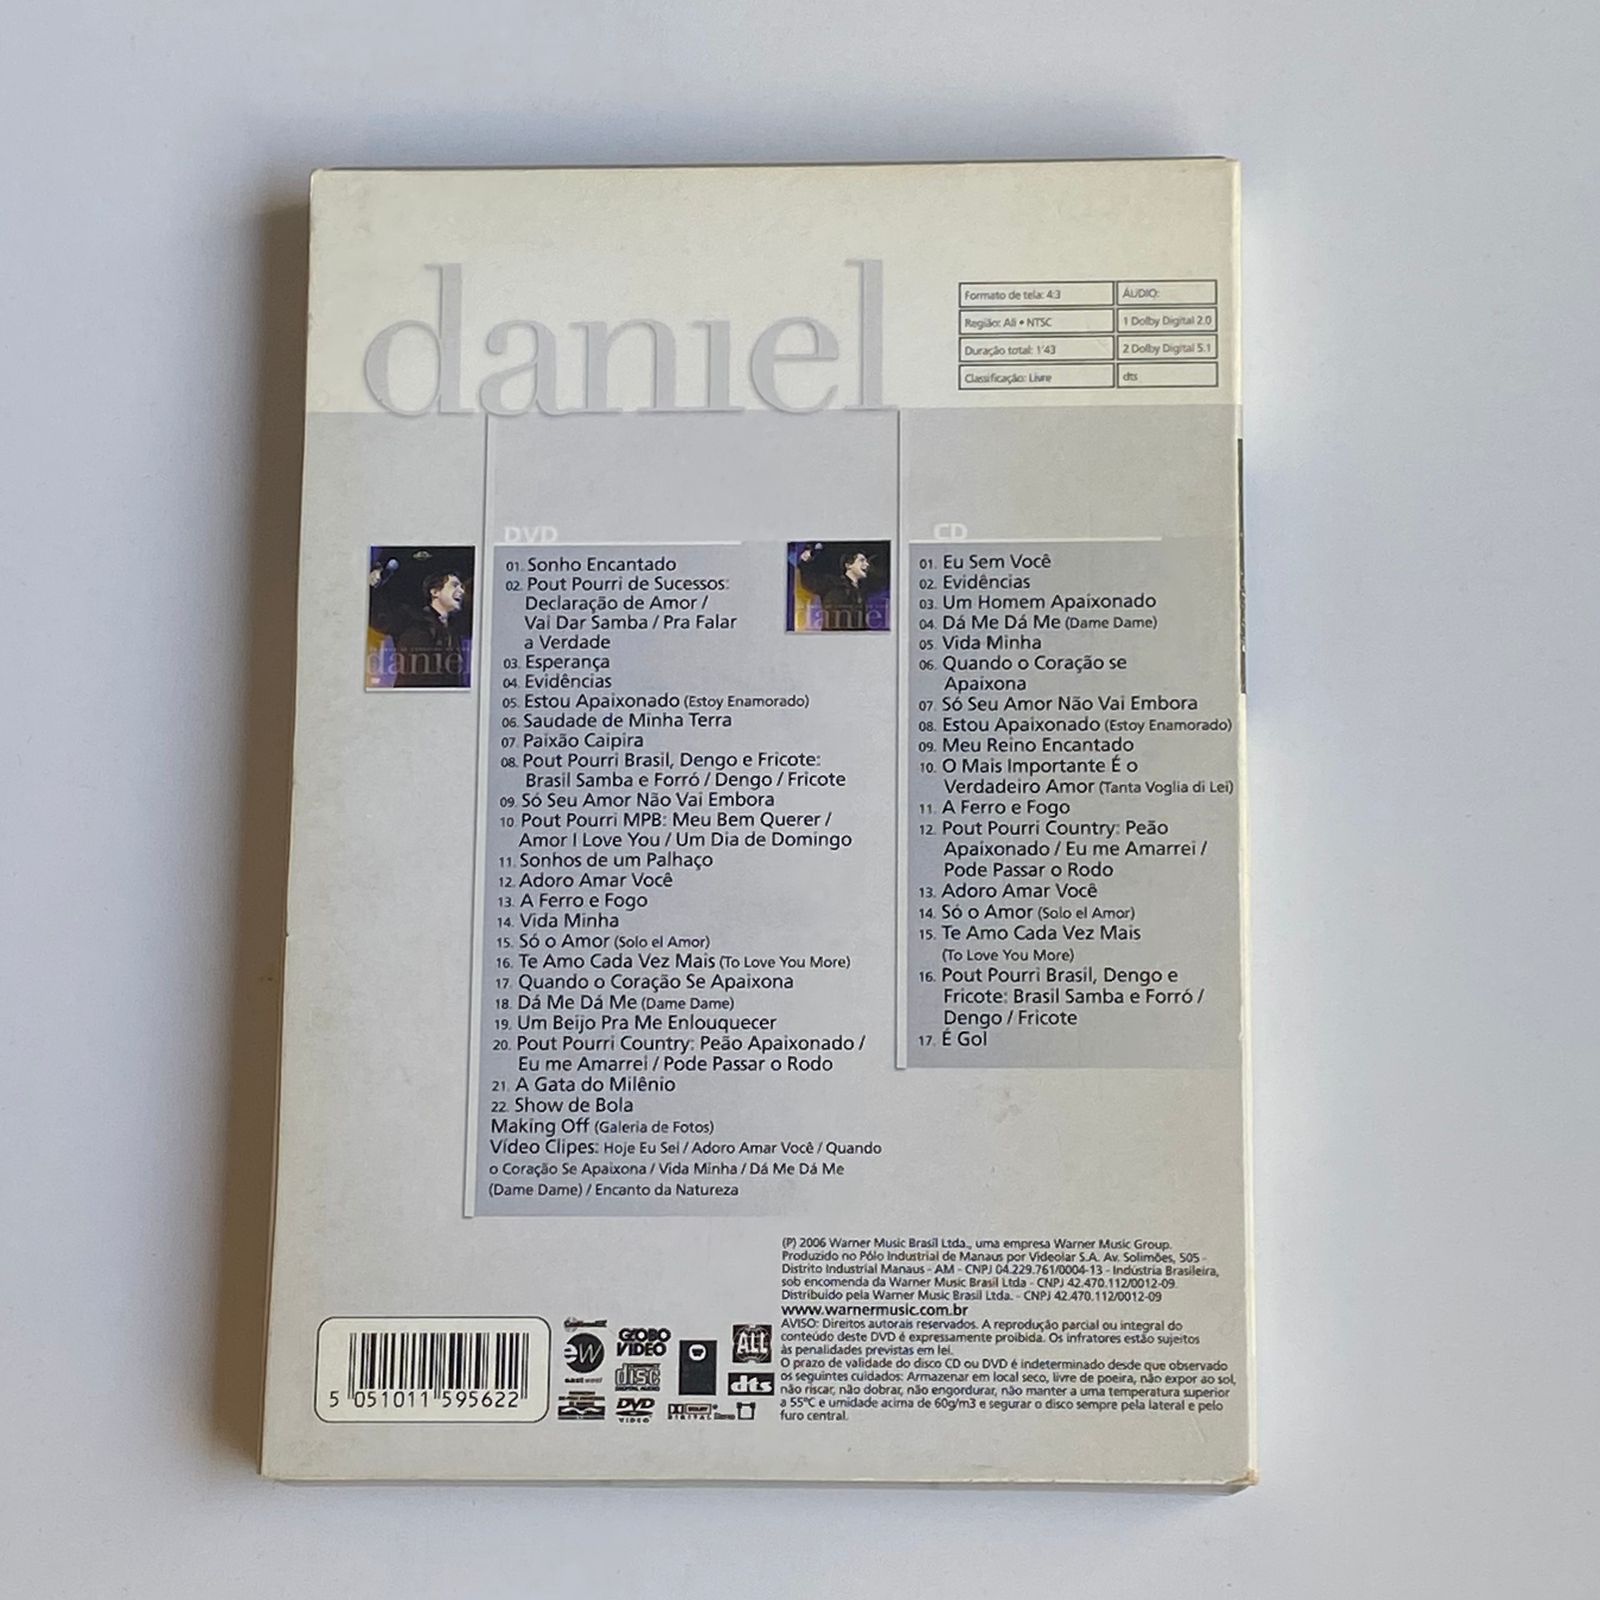 daniel
Formato de tela: 4:3
Região: All • NTSC
Duração total: 1'43
Classificação: Livre
ÁUDIO:
1 Dolby Digital 2.0
2 Dolby Digital 5.1
dts
DVD
daniel
01. Sonho Encantado
02. Pout Pourri de Sucessos:
Declaração de Amor /
Vai Dar Samba / Pra Falar
a Verdade
03. Esperança
04. Evidências
05. Estou Apaixonado (Estoy Enamorado)
06. Saudade de Minha Terra
07. Paixão Caipira
08. Pout Pourri Brasil, Dengo e Fricote:
Brasil Samba e Forró / Dengo / Fricote
09. Só Seu Amor Não Vai Embora
10. Pout Pourri MPB: Meu Bem Querer /
Amor I Love You / Um Dia de Domingo
11. Sonhos de um Palhaço
12. Adoro Amar Você
13. A Ferro e Fogo
14. Vida Minha
15. Só o Amor (Solo el Amor)
16. Te Amo Cada Vez Mais (To Love You More)
17. Quando o Coração Se Apaixona
18. Dá Me Dá Me (Dame Dame)
19. Um Beijo Pra Me Enlouquecer
20. Pout Pourri Country: Peão Apaixonado /
Eu me Amarrei / Pode Passar o Rodo
21. A Gata do Milênio
22. Show de Bola
Making Off (Galeria de Fotos)
Vídeo Clipes: Hoje Eu Sei / Adoro Amar Você / Quando
o Coração Se Apaixona / Vida Minha / Dá Me Dá Me
(Dame Dame) / Encanto da Natureza
CD
daniel
01. Eu Sem Você
02. Evidências
03. Um Homem Apaixonado
04. Dá Me Dá Me (Dame Dame)
05. Vida Minha
06. Quando o Coração se
Apaixona
07. Só Seu Amor Não Vai Embora
08. Estou Apaixonado (Estoy Enamorado)
09. Meu Reino Encantado
10. O Mais Importante É o
Verdadeiro Amor (Tanta Voglia di Lei)
11. A Ferro e Fogo
12. Pout Pourri Country: Peão
Apaixonado / Eu me Amarrei /
Pode Passar o Rodo
13. Adoro Amar Você
14. Só o Amor (Solo el Amor)
15. Te Amo Cada Vez Mais
(To Love You More)
16. Pout Pourri Brasil, Dengo e
Fricote: Brasil Samba e Forró /
Dengo / Fricote
17. É Gol
(P) 2006 Warner Music Brasil Ltda., uma empresa Warner Music Group.
Produzido no Pólo Industrial de Manaus por Videolar S.A. Av. Solimões, 505 -
Distrito Industrial Manaus - AM - CNPJ 04.229.761/0004-13 - Indústria Brasileira,
sob encomenda da Warner Music Brasil Ltda - CNPJ 42.470.112/0012-09.
Distribuido pela Warner Music Brasil Ltda. - CNPJ 42.470.112/0012-09
www.warnermusic.com.br
AVISO: Direitos autorais reservados. A reprodução parcial ou integral do
conteúdo deste DVD é expressamente proibida. Os infratores estão sujeitos
às penalidades previstas em lei.
O prazo de validade do disco CD ou DVD é indeterminado desde que observado
os seguintes cuidados: Armazenar em local seco, livre de poeira, não expor ao sol,
não riscar, não dobrar, não engordurar, não manter a uma temperatura superior
a 55ºC e umidade acima de 60g/m3 e segurar o disco sempre pela lateral e pelo
furo central.
5 051011 595622
ew
east west
GLOBO
VIDEO
disc
DIGITAL AUDIO
DVD
VIDEO
ALL
dts
DOLBY
DIGITAL